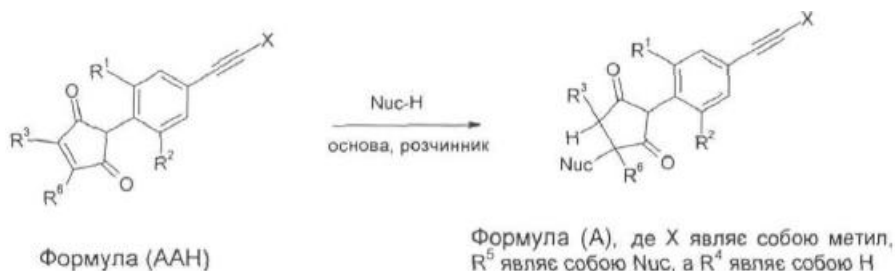 X
R¹
O
R³
Nuc-H
R²
основа, розчинник
O
R⁶
X
R¹
O
R³
H
R²
Nuc
R⁶
O
Формула (AAH)
Формула (A), де X являє собою метил,
R⁵ являє собою Nuc, а R⁴ являє собою H